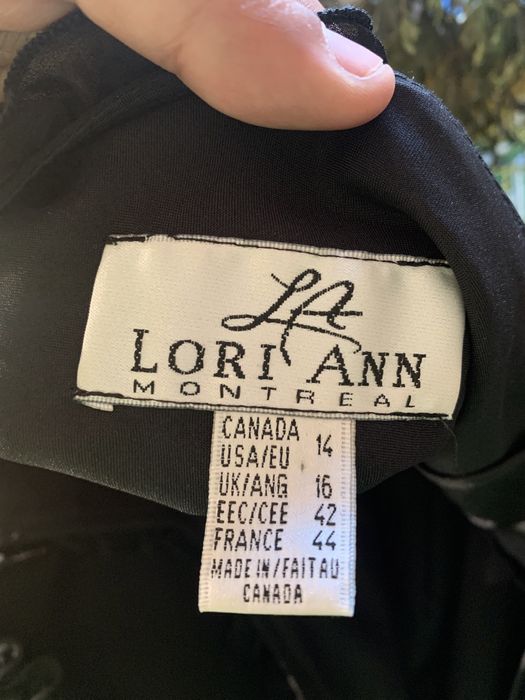 LA
LORI ANN
MONTREAL
CANADA 14
USA/EU
UK/ANG 16
EEC/CEE 42
FRANCE 44
MADE IN/FAIT AU
CANADA